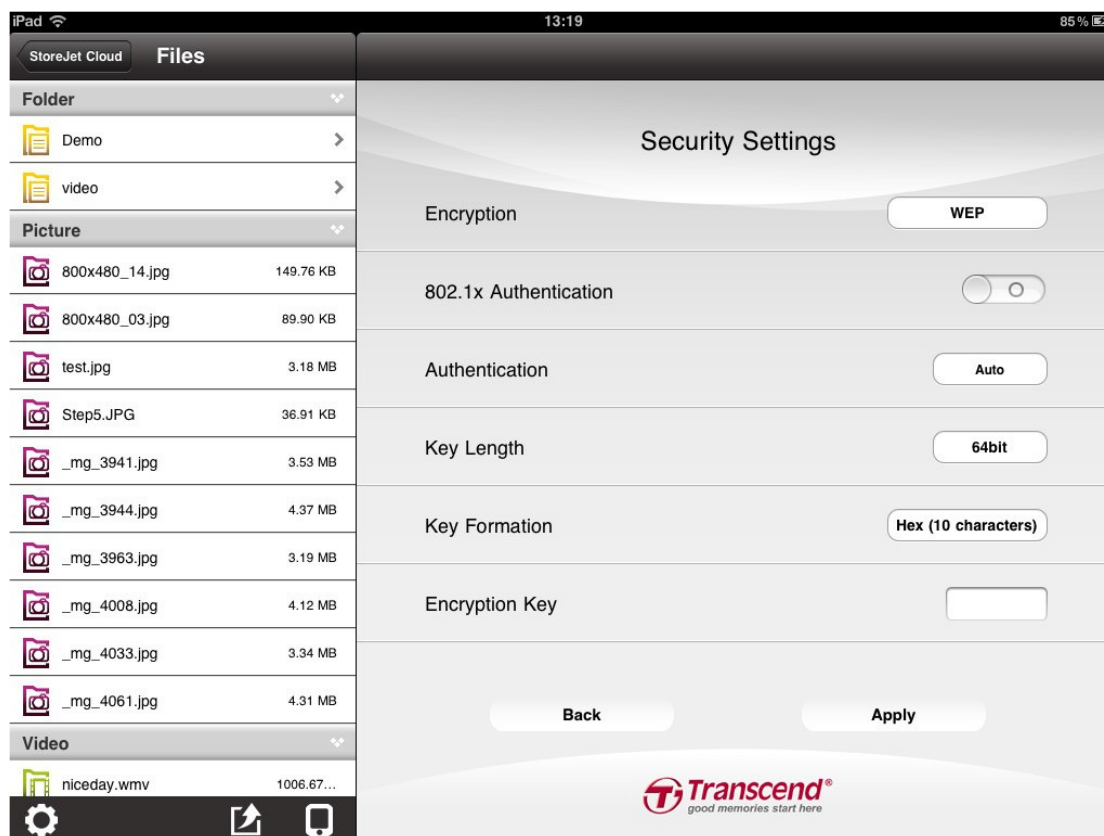 iPad 13:19 85%
StoreJet Cloud Files
Folder
Demo
video
Picture
800x480_14.jpg 149.76 KB
800x480_03.jpg 89.90 KB
test.jpg 3.18 MB
Step5.JPG 36.91 KB
_mg_3941.jpg 3.53 MB
_mg_3944.jpg 4.37 MB
_mg_3963.jpg 3.19 MB
_mg_4008.jpg 4.12 MB
_mg_4033.jpg 3.34 MB
_mg_4061.jpg 4.31 MB
Video
niceday.wmv 1006.67...
Security Settings
Encryption WEP
802.1x Authentication
Authentication Auto
Key Length 64bit
Key Formation Hex (10 characters)
Encryption Key
Back Apply
Transcend®
good memories start here